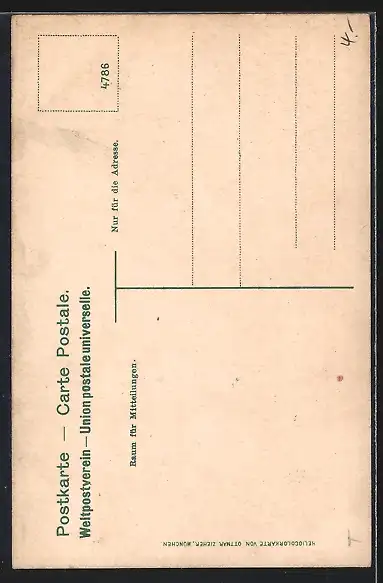 Postkarte — Carte Postale.
Weltpostverein — Union postale universelle.
4786
Nur für die Adresse.
Raum für Mitteilungen.
HELIOCOLORKARTE VON OTTMAR ZIEHER, MÜNCHEN
4.-